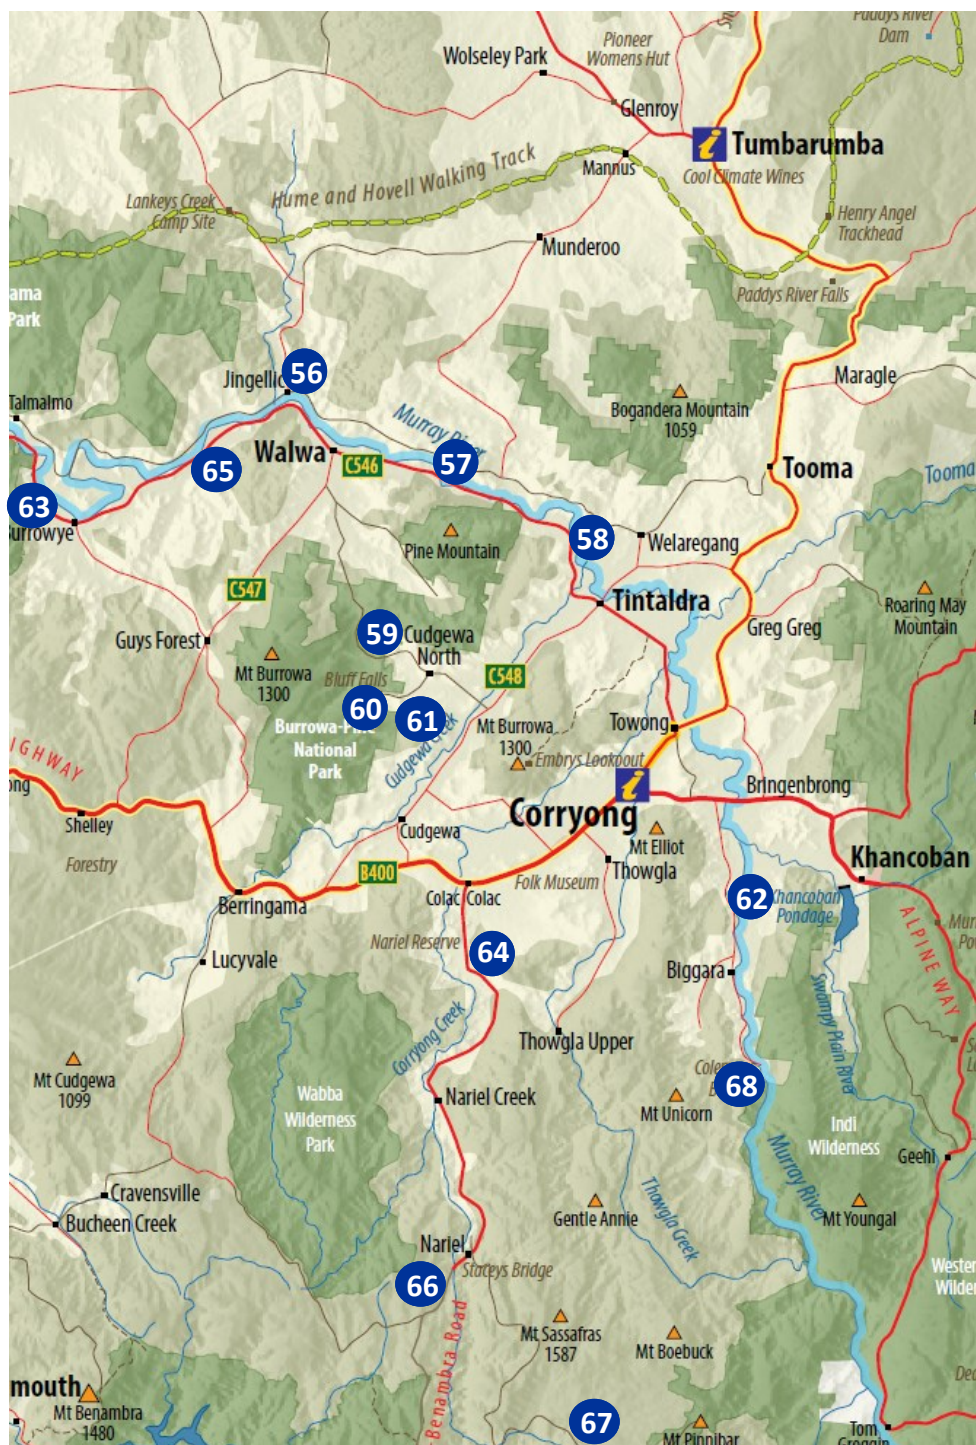 Paddys River
Dam
Pioneer
Womens Hut
Wolseley Park
Glenroy
i
Tumbarumba
Mannus
Cool Climate Wines
Hume and Hovell Walking Track
Lankeys Creek
Camp Site
Henry Angel
Trackhead
Munderoo
Paddys River Falls
ama
Park
56
Jingellic
Maragle
Talmalmo
Bogandera Mountain
1059
Murray River
Walwa
C546
57
65
Tooma
Tooma
63
Burrowye
58
Welaregang
Pine Mountain
C547
Tintaldra
Roaring May
Mountain
Greg Greg
59
Cudgewa
North
Guys Forest
Mt Burrowa
1300
Bluff Falls
C548
60
61
Burrowa-Pine
National
Park
Cudgewa Creek
Mt Burrowa
1300
Embrys Lookout
Towong
IGHWAY
ong
i
Bringenbrong
Corryong
Shelley
Cudgewa
Mt Elliot
Khancoban
Forestry
B400
Folk Museum
Thowgla
62
Khancoban
Pondage
Berringama
Colac Colac
ALPINE WAY
Nariel Reserve
64
Lucyvale
Biggara
Swampy Plain River
Corryong Creek
Thowgla Upper
Mt Cudgewa
1099
68
Nariel Creek
Mt Unicorn
Wabba
Wilderness
Park
Indi
Wilderness
Geehi
Murray River
Cravensville
Bucheen Creek
Gentle Annie
Thowgla Creek
Mt Youngal
Nariel
Staceys Bridge
66
Benambra Road
Mt Sassafras
1587
Mt Boebuck
mouth
Mt Benambra
1480
67
Mt Pinnibar
Tom
Groggin